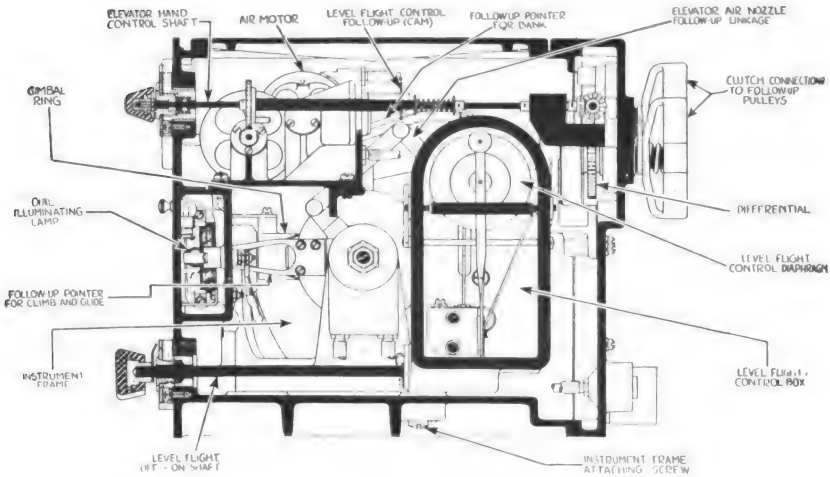 ELEVATOR HAND
CONTROL SHAFT
AIR MOTOR
LEVEL FLIGHT CONTROL
FOLLOW-UP (CAM)
FOLLOW-UP POINTER
FOR BANK
ELEVATOR AIR NOZZLE
FOLLOW-UP LINKAGE
GIMBAL
RING
CLUTCH CONNECTIONS
TO FOLLOW-UP
PULLEYS
DIAL
ILLUMINATING
LAMP
DIFFERENTIAL
LEVEL FLIGHT
CONTROL DIAPHRAGM
FOLLOW-UP POINTER
FOR CLIMB AND GLIDE
INSTRUMENT
FRAME
LEVEL FLIGHT
CONTROL BOX
LEVEL FLIGHT
OFF - ON SHAFT
INSTRUMENT FRAME
ATTACHING SCREW